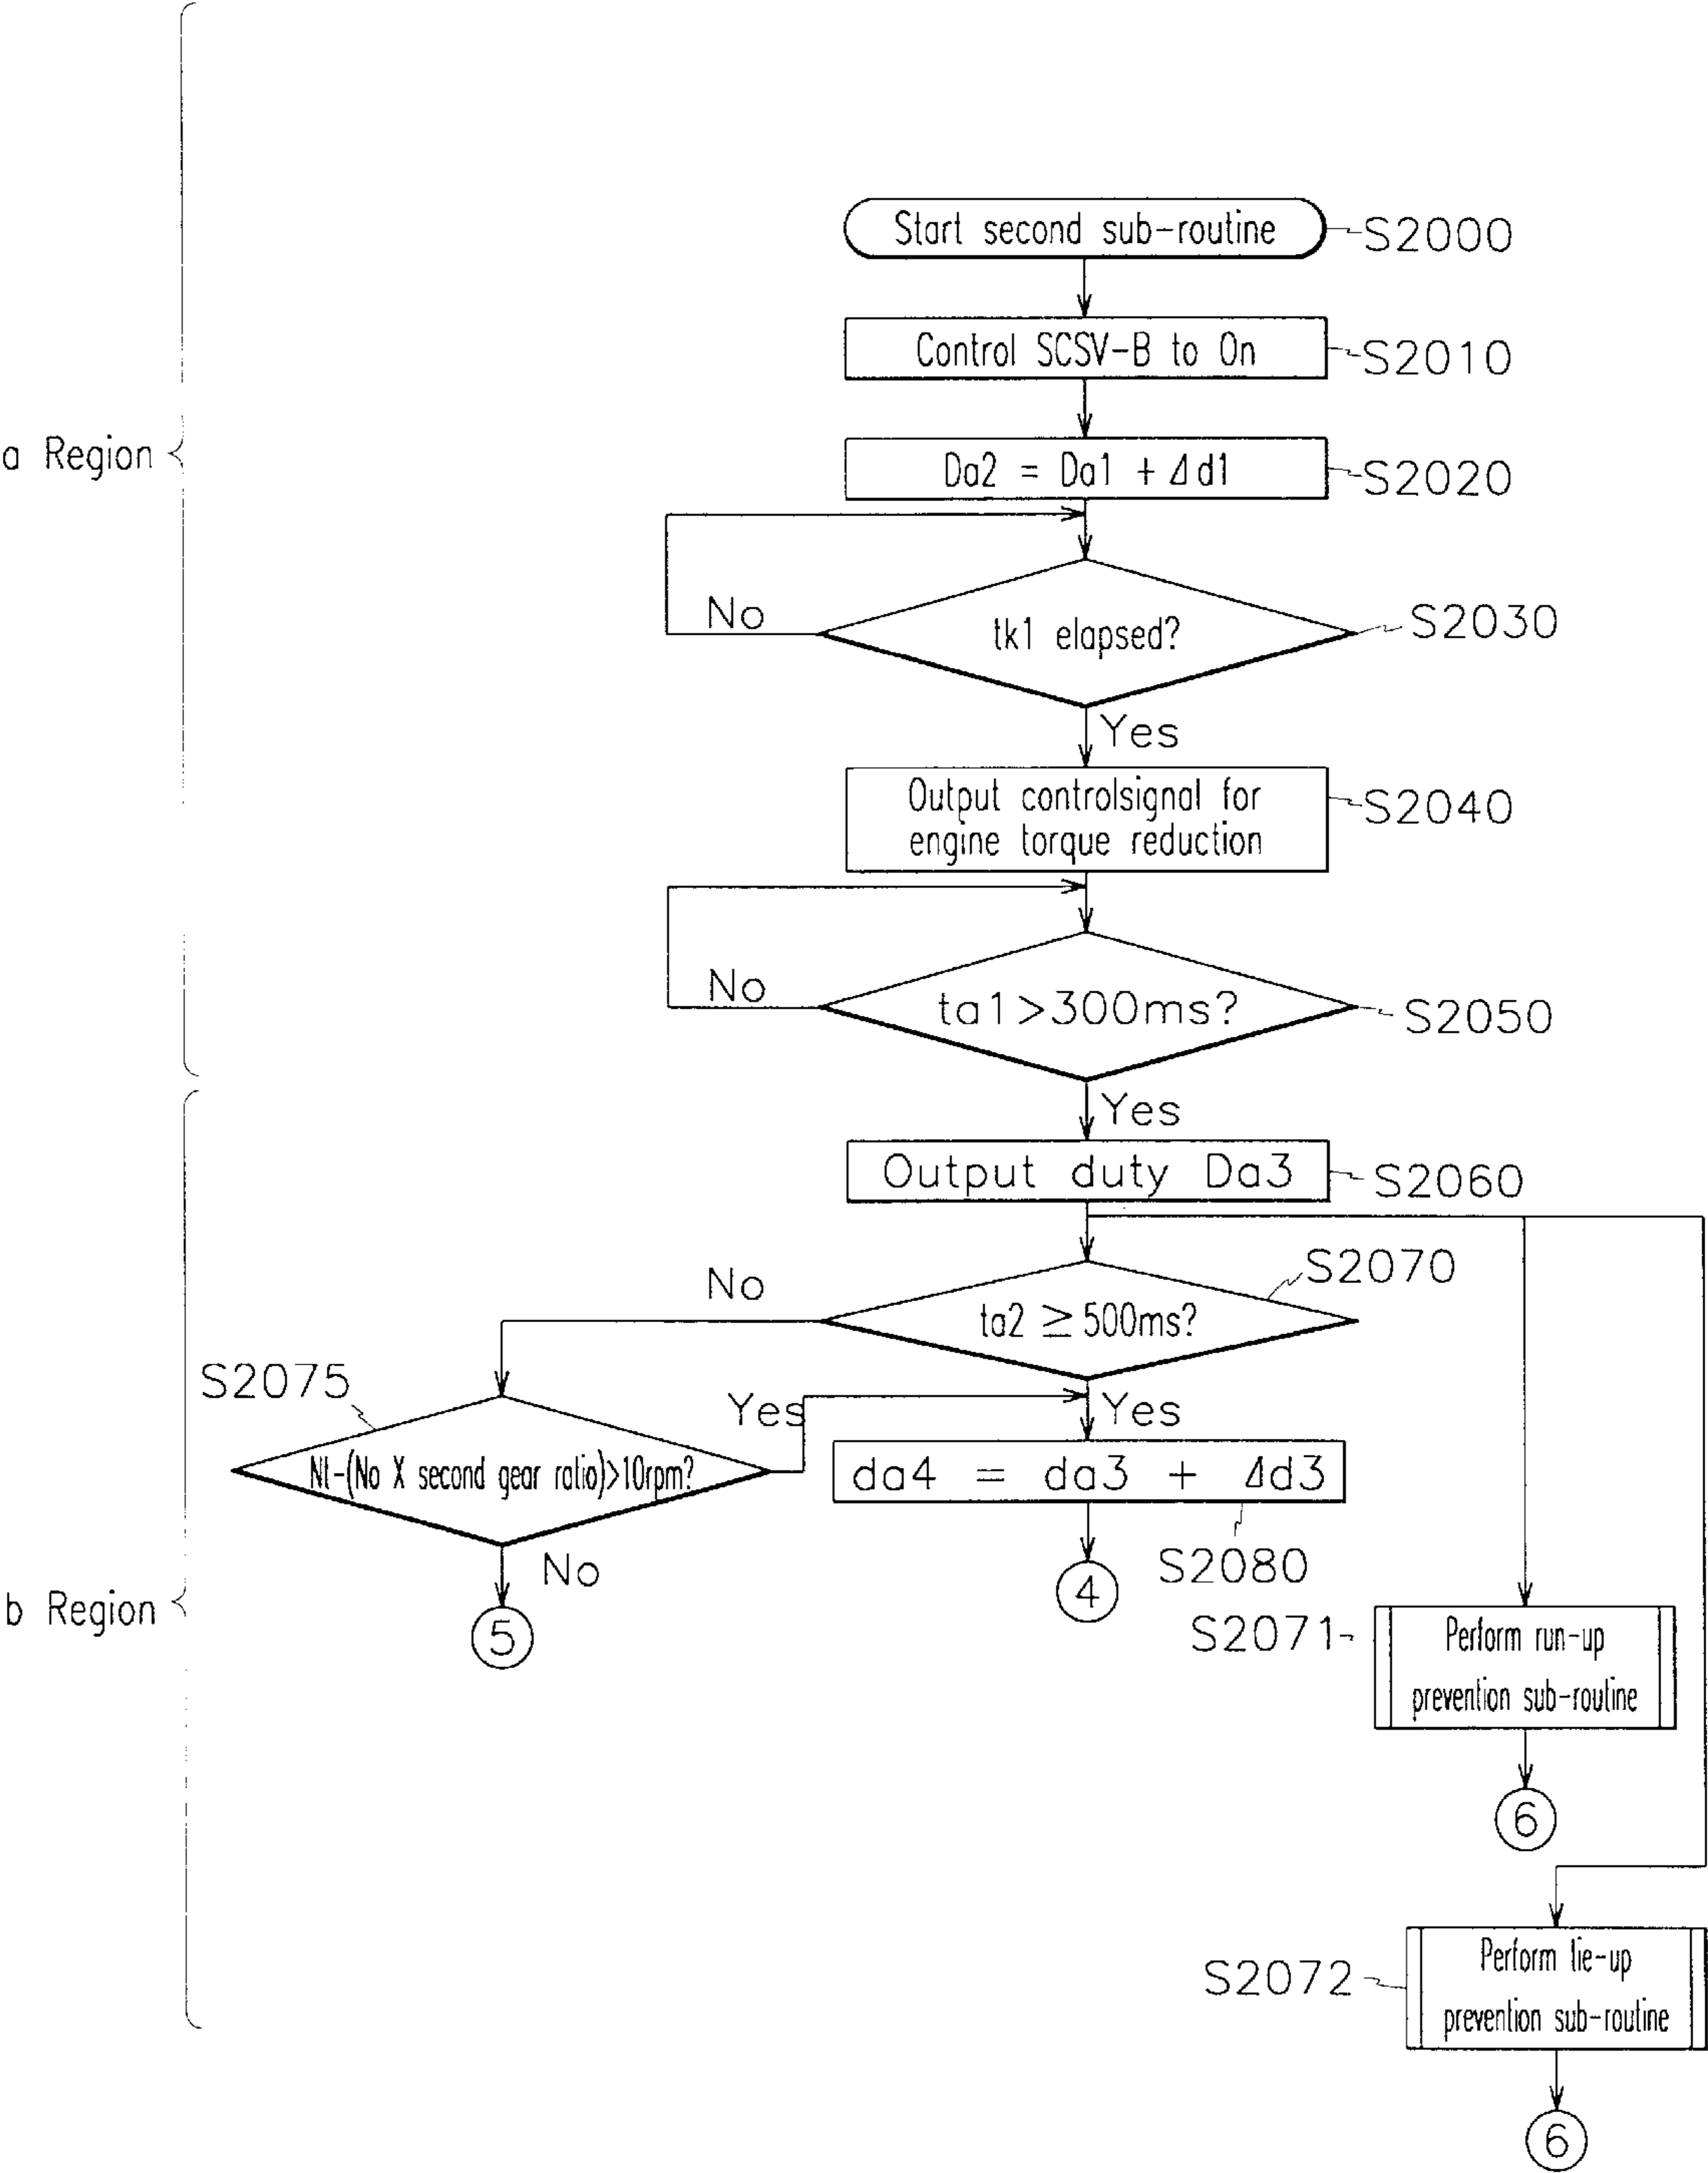 Start second sub-routine
S2000
Control SCSV-B to On
S2010
a Region
Da2 = Da1 + Δd1
S2020
No
tk1 elapsed?
S2030
Yes
Output controlsignal for
engine torque reduction
S2040
No
ta1>300ms?
S2050
Yes
Output duty Da3
S2060
No
ta2 ≥ 500ms?
S2070
S2075
Yes
Yes
Nt-(No X second gear ratio)>10rpm?
da4 = da3 + Δd3
No
S2080
4
5
b Region
S2071
Perform run-up
prevention sub-routine
6
S2072
Perform lie-up
prevention sub-routine
6